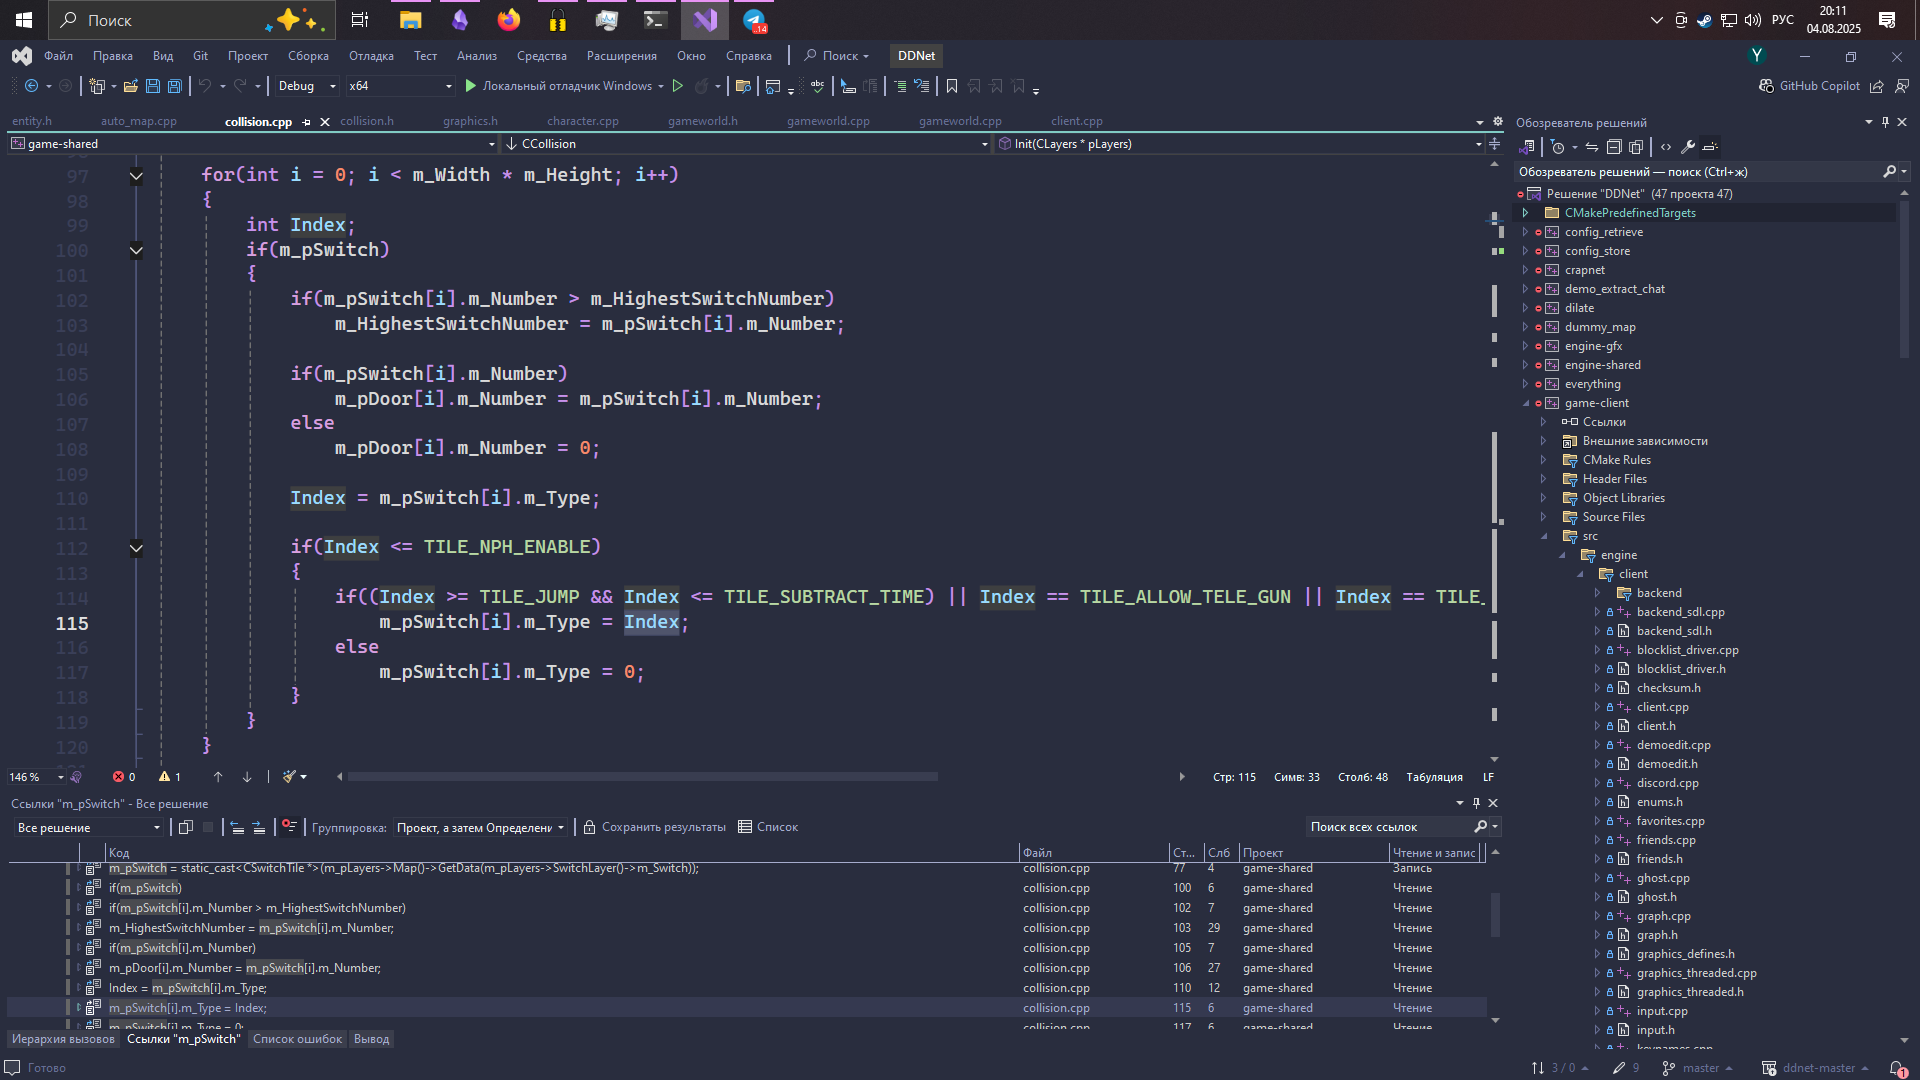 Поиск
14
РУС
20:11
04.08.2025
Файл Правка Вид Git Проект Сборка Отладка Тест Анализ Средства Расширения Окно Справка Поиск DDNet
Y
Debug x64 Локальный отладчик Windows GitHub Copilot
entity.h auto_map.cpp collision.cpp collision.h graphics.h character.cpp gameworld.h gameworld.cpp gameworld.cpp client.cpp
game-shared CCollision Init(CLayers * pLayers)
97 for(int i = 0; i < m_Width * m_Height; i++)
98 {
99 int Index;
100 if(m_pSwitch)
101 {
102 if(m_pSwitch[i].m_Number > m_HighestSwitchNumber)
103 m_HighestSwitchNumber = m_pSwitch[i].m_Number;
104
105 if(m_pSwitch[i].m_Number)
106 m_pDoor[i].m_Number = m_pSwitch[i].m_Number;
107 else
108 m_pDoor[i].m_Number = 0;
109
110 Index = m_pSwitch[i].m_Type;
111
112 if(Index <= TILE_NPH_ENABLE)
113 {
114 if((Index >= TILE_JUMP && Index <= TILE_SUBTRACT_TIME) || Index == TILE_ALLOW_TELE_GUN || Index == TILE_
115 m_pSwitch[i].m_Type = Index;
116 else
117 m_pSwitch[i].m_Type = 0;
118 }
119 }
120 }
146 % 0 1 Стр: 115 Симв: 33 Столб: 48 Табуляция LF
Ссылки "m_pSwitch" - Все решение
Все решение Группировка: Проект, а затем Определени Сохранить результаты Список Поиск всех ссылок
Код Файл Ст... Слб Проект Чтение и запис
m_pSwitch = static_cast<CSwitchTile *>(m_pLayers->Map()->GetData(m_pLayers->SwitchLayer()->m_Switch)); collision.cpp 77 4 game-shared Запись
if(m_pSwitch) collision.cpp 100 6 game-shared Чтение
if(m_pSwitch[i].m_Number > m_HighestSwitchNumber) collision.cpp 102 7 game-shared Чтение
m_HighestSwitchNumber = m_pSwitch[i].m_Number; collision.cpp 103 29 game-shared Чтение
if(m_pSwitch[i].m_Number) collision.cpp 105 7 game-shared Чтение
m_pDoor[i].m_Number = m_pSwitch[i].m_Number; collision.cpp 106 27 game-shared Чтение
Index = m_pSwitch[i].m_Type; collision.cpp 110 12 game-shared Чтение
m_pSwitch[i].m_Type = Index; collision.cpp 115 6 game-shared Чтение
m_pSwitch[i].m_Type = 0; collision.cpp 117 6 game-shared Чтение
Иерархия вызовов Ссылки "m_pSwitch" Список ошибок Вывод
Обозреватель решений
Обозреватель решений — поиск (Ctrl+ж)
Решение "DDNet" (47 проекта 47)
CMakePredefinedTargets
config_retrieve
config_store
crapnet
demo_extract_chat
dilate
dummy_map
engine-gfx
engine-shared
everything
game-client
Ссылки
Внешние зависимости
CMake Rules
Header Files
Object Libraries
Source Files
src
engine
client
backend
backend_sdl.cpp
backend_sdl.h
blocklist_driver.cpp
blocklist_driver.h
checksum.h
client.cpp
client.h
demoedit.cpp
demoedit.h
discord.cpp
enums.h
favorites.cpp
friends.cpp
friends.h
ghost.cpp
ghost.h
graph.cpp
graph.h
graphics_defines.h
graphics_threaded.cpp
graphics_threaded.h
input.cpp
input.h
keynames.cpp
Готово 3 / 0 9 master ddnet-master 1